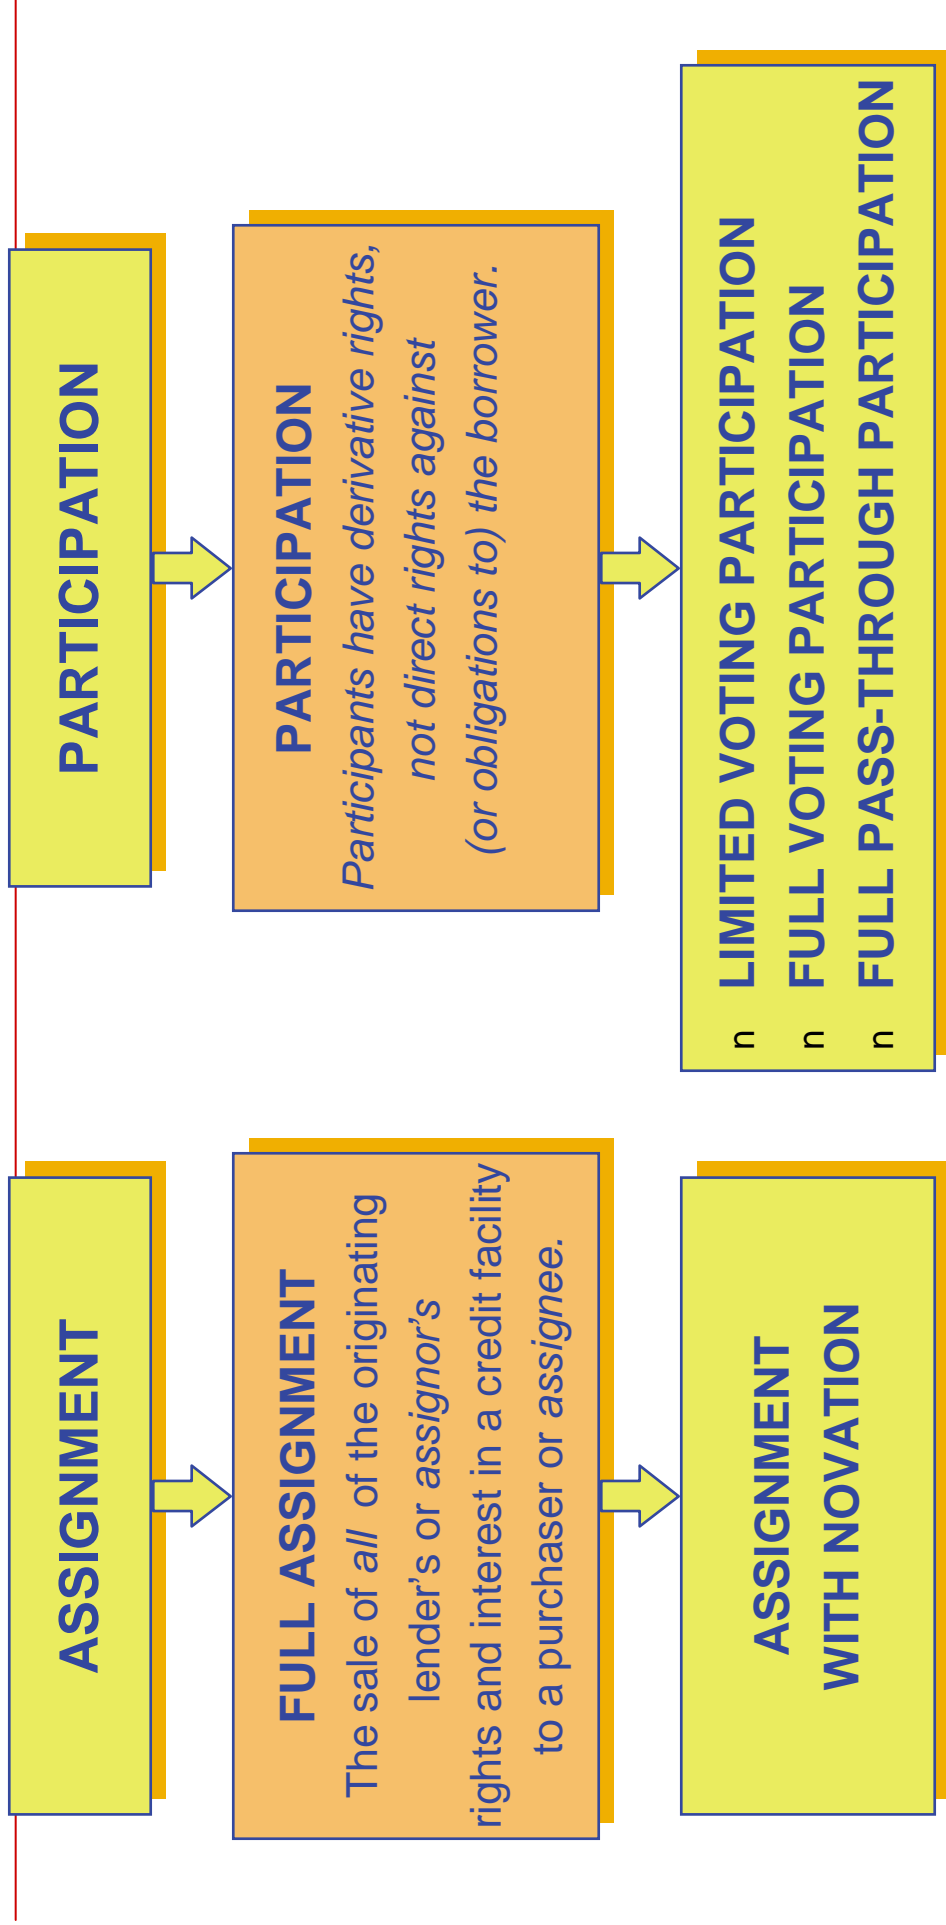 ASSIGNMENT
FULL ASSIGNMENT
The sale of all of the originating
lender's or assignor's
rights and interest in a credit facility
to a purchaser or assignee.
ASSIGNMENT
WITH NOVATION
PARTICIPATION
PARTICIPATION
Participants have derivative rights,
not direct rights against
(or obligations to) the borrower.
n LIMITED VOTING PARTICIPATION
n FULL VOTING PARTICIPATION
n FULL PASS-THROUGH PARTICIPATION